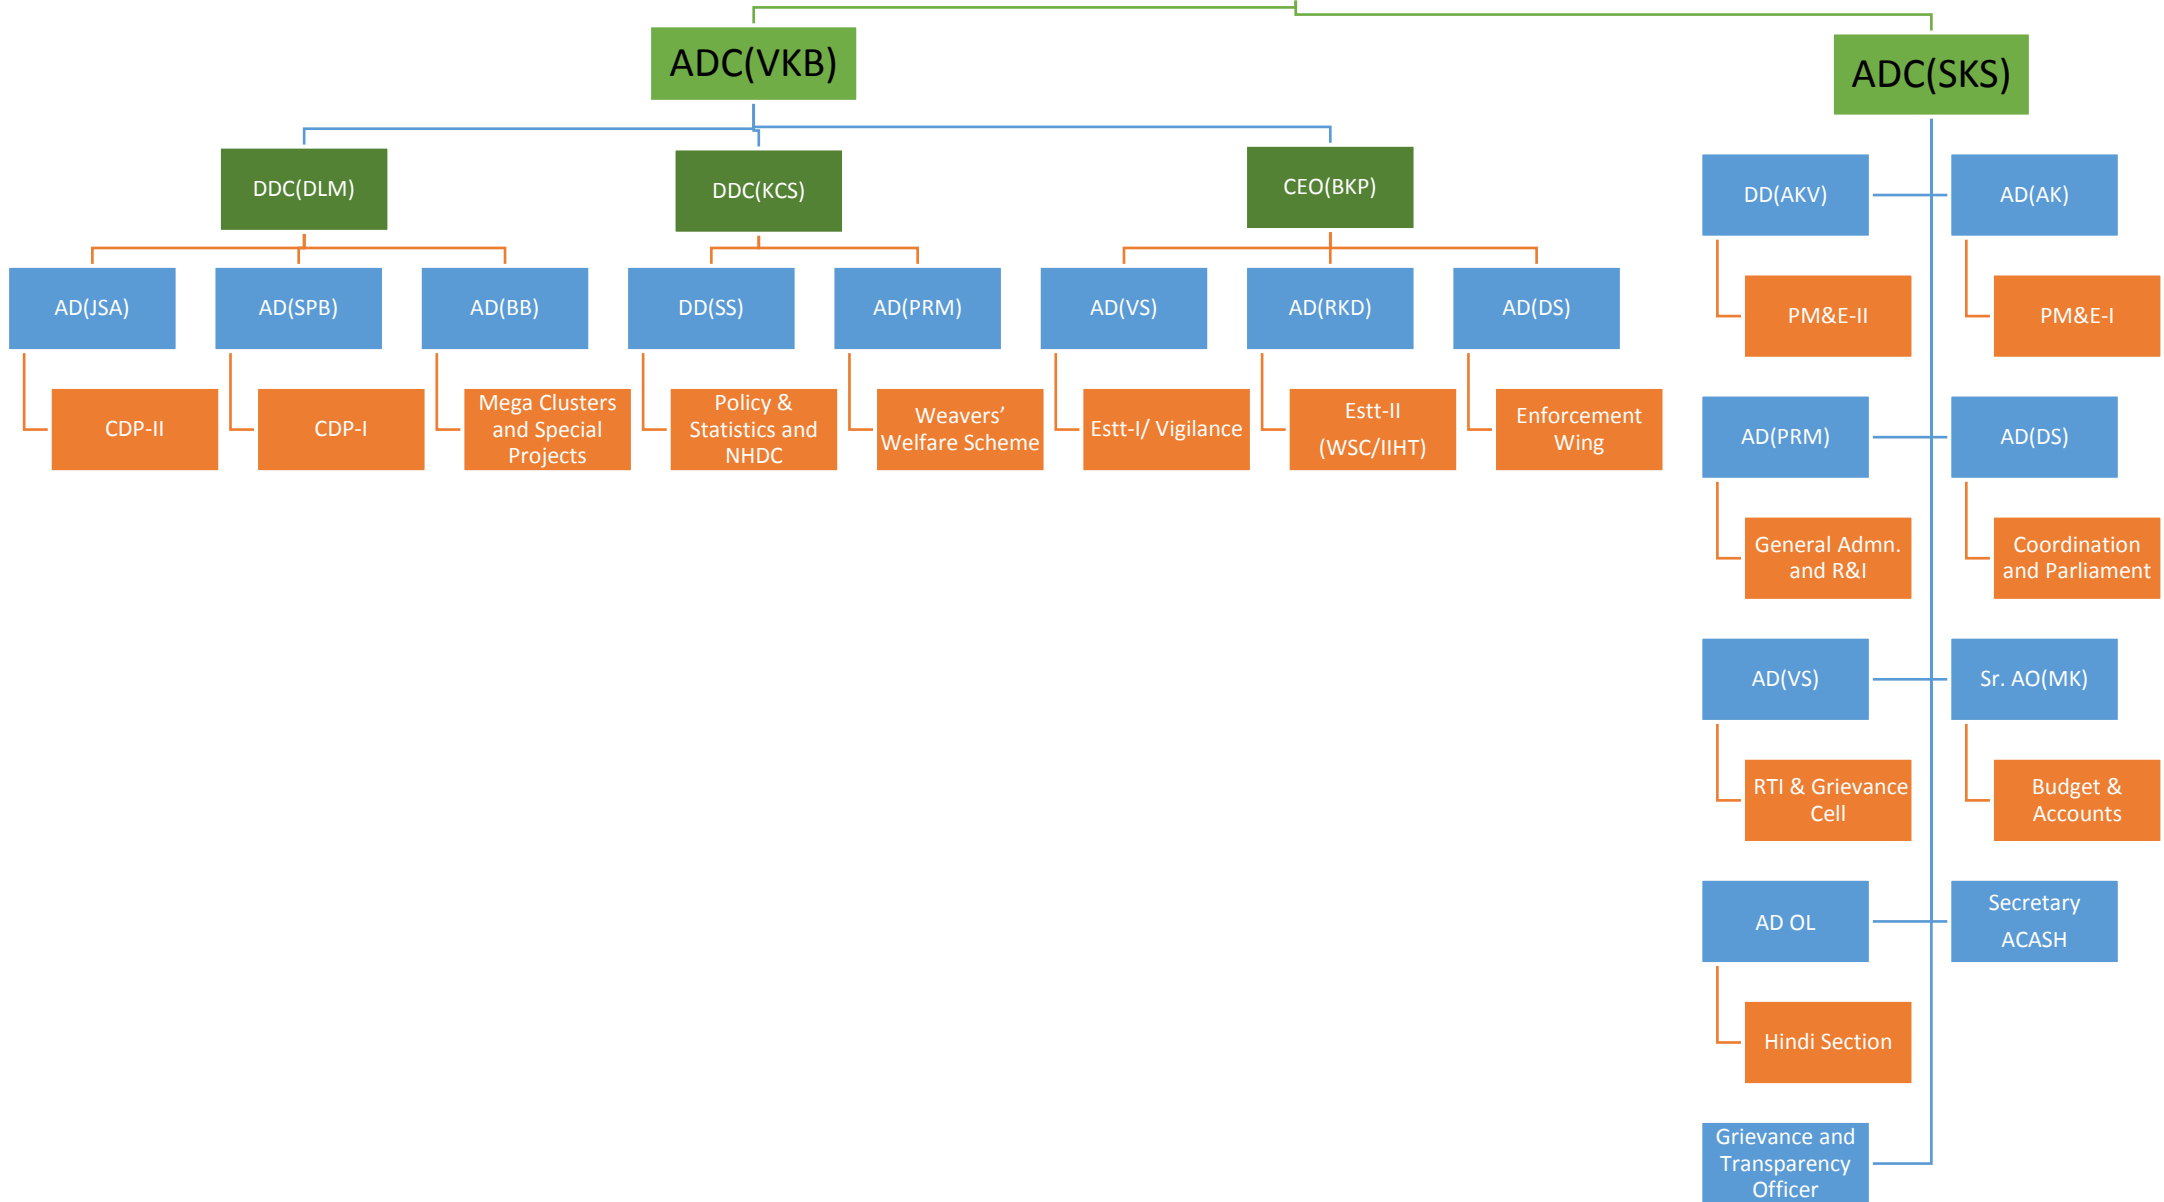 ADC(VKB)
ADC(SKS)
DDC(DLM)
DDC(KCS)
CEO(BKP)
AD(JSA)
AD(SPB)
AD(BB)
DD(SS)
AD(PRM)
AD(VS)
AD(RKD)
AD(DS)
CDP-II
CDP-I
Mega Clusters
and Special
Projects
Policy &
Statistics and
NHDC
Weavers’
Welfare Scheme
Estt-I/ Vigilance
Estt-II
(WSC/IIHT)
Enforcement
Wing
DD(AKV)
AD(AK)
PM&E-II
PM&E-I
AD(PRM)
AD(DS)
General Admn.
and R&I
Coordination
and Parliament
AD(VS)
Sr. AO(MK)
RTI & Grievance
Cell
Budget &
Accounts
AD OL
Secretary
ACASH
Hindi Section
Grievance and
Transparency
Officer